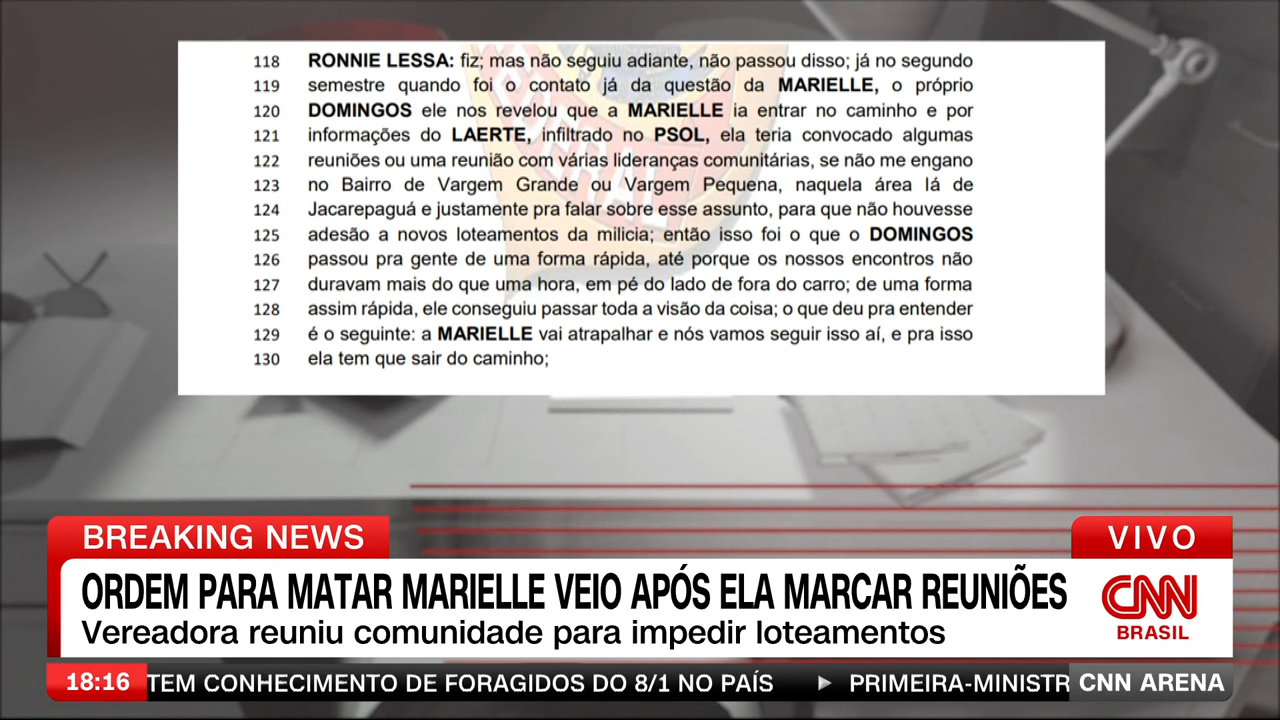 118 RONNIE LESSA: fiz; mas não seguiu adiante, não passou disso; já no segundo
119 semestre quando foi o contato já da questão da MARIELLE, o próprio
120 DOMINGOS ele nos revelou que a MARIELLE ia entrar no caminho e por
121 informações do LAERTE, infiltrado no PSOL, ela teria convocado algumas
122 reuniões ou uma reunião com várias lideranças comunitárias, se não me engano
123 no Bairro de Vargem Grande ou Vargem Pequena, naquela área lá de
124 Jacarepaguá e justamente pra falar sobre esse assunto, para que não houvesse
125 adesão a novos loteamentos da milicia; então isso foi o que o DOMINGOS
126 passou pra gente de uma forma rápida, até porque os nossos encontros não
127 duravam mais do que uma hora, em pé do lado de fora do carro; de uma forma
128 assim rápida, ele conseguiu passar toda a visão da coisa; o que deu pra entender
129 é o seguinte: a MARIELLE vai atrapalhar e nós vamos seguir isso aí, e pra isso
130 ela tem que sair do caminho;
BREAKING NEWS
VIVO
ORDEM PARA MATAR MARIELLE VEIO APÓS ELA MARCAR REUNIÕES
Vereadora reuniu comunidade para impedir loteamentos
CNN
BRASIL
18:16 TEM CONHECIMENTO DE FORAGIDOS DO 8/1 NO PAÍS ▶ PRIMEIRA-MINISTR CNN ARENA